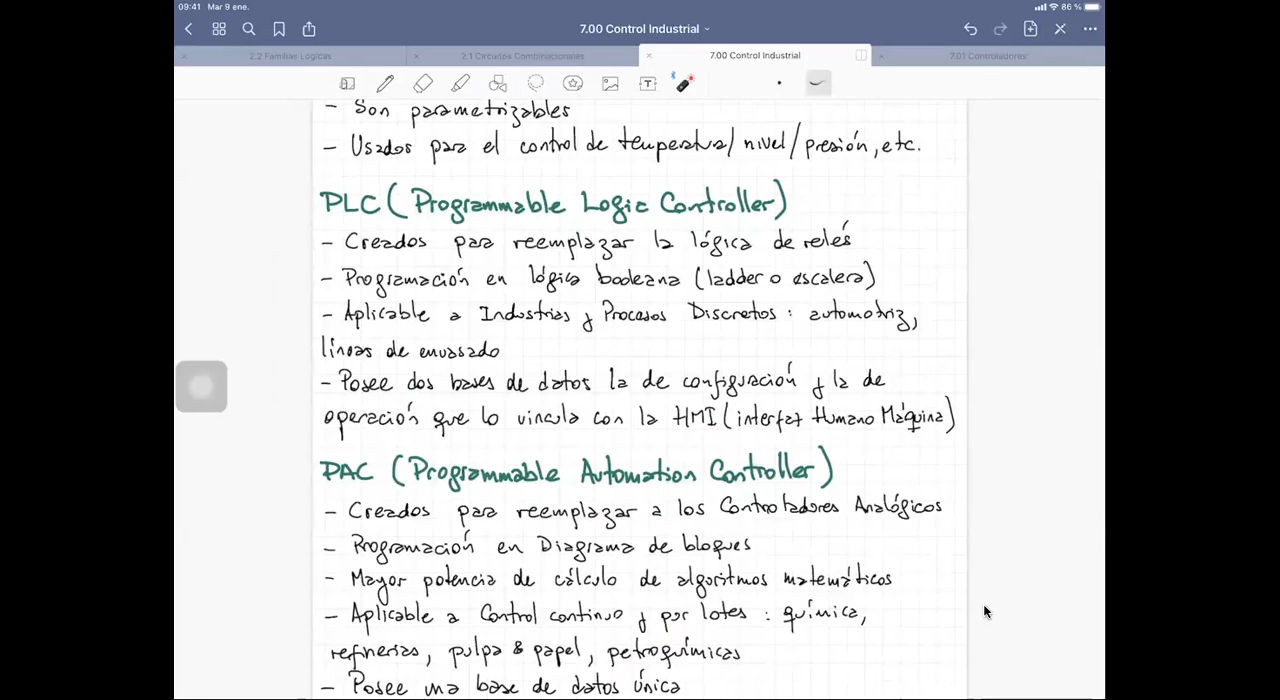 09:41 Mar 9 ene.
86 %
7.00 Control Industrial
2.2 Familias Logicas
2.1 Circuitos Combinacionales
7.00 Control Industrial
7.01 Controladores
- Son parametrizables
- Usados para el control de temperatura/nivel/presión, etc.
PLC (Programmable Logic Controller)
- Creados para reemplazar la lógica de relés
- Programación en lógica booleana (ladder o escalera)
- Aplicable a Industrias y Procesos Discretos : automotriz,
líneas de envasado
- Posee dos bases de datos la de configuración y la de
operación que lo vincula con la HMI (interfaz Humano Máquina)
PAC (Programmable Automation Controller)
- Creados para reemplazar a los Controladores Analógicos
- Programación en Diagrama de bloques
- Mayor potencia de cálculo de algoritmos matemáticos
- Aplicable a Control continuo y por lotes : química,
refinerias, pulpa & papel, petroquímicas
- Posee una base de datos única